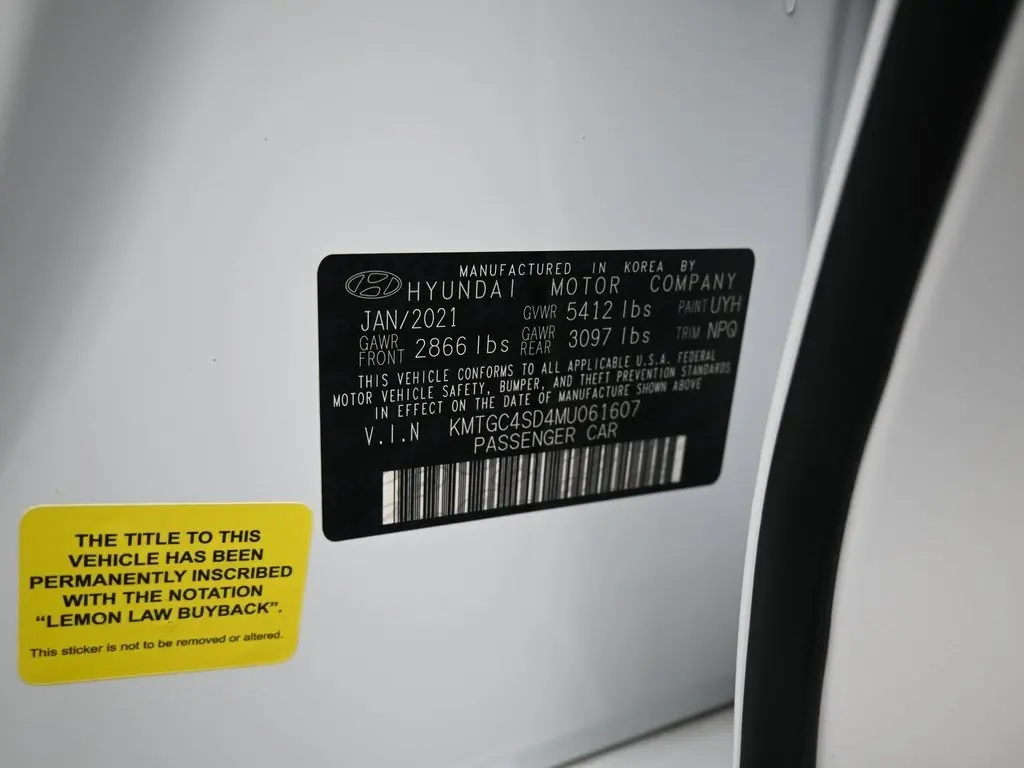 MANUFACTURED IN KOREA BY
HYUNDAI MOTOR COMPANY
JAN/2021 GVWR 5412 lbs PAINT UYH
GAWR FRONT 2866 lbs GAWR REAR 3097 lbs TRIM NPQ
THIS VEHICLE CONFORMS TO ALL APPLICABLE U.S.A. FEDERAL
MOTOR VEHICLE SAFETY, BUMPER, AND THEFT PREVENTION STANDARDS
IN EFFECT ON THE DATE OF MANUFACTURE SHOWN ABOVE
V.I.N KMTGC4SD4MU061607
PASSENGER CAR
THE TITLE TO THIS
VEHICLE HAS BEEN
PERMANENTLY INSCRIBED
WITH THE NOTATION
“LEMON LAW BUYBACK”.
This sticker is not to be removed or altered.